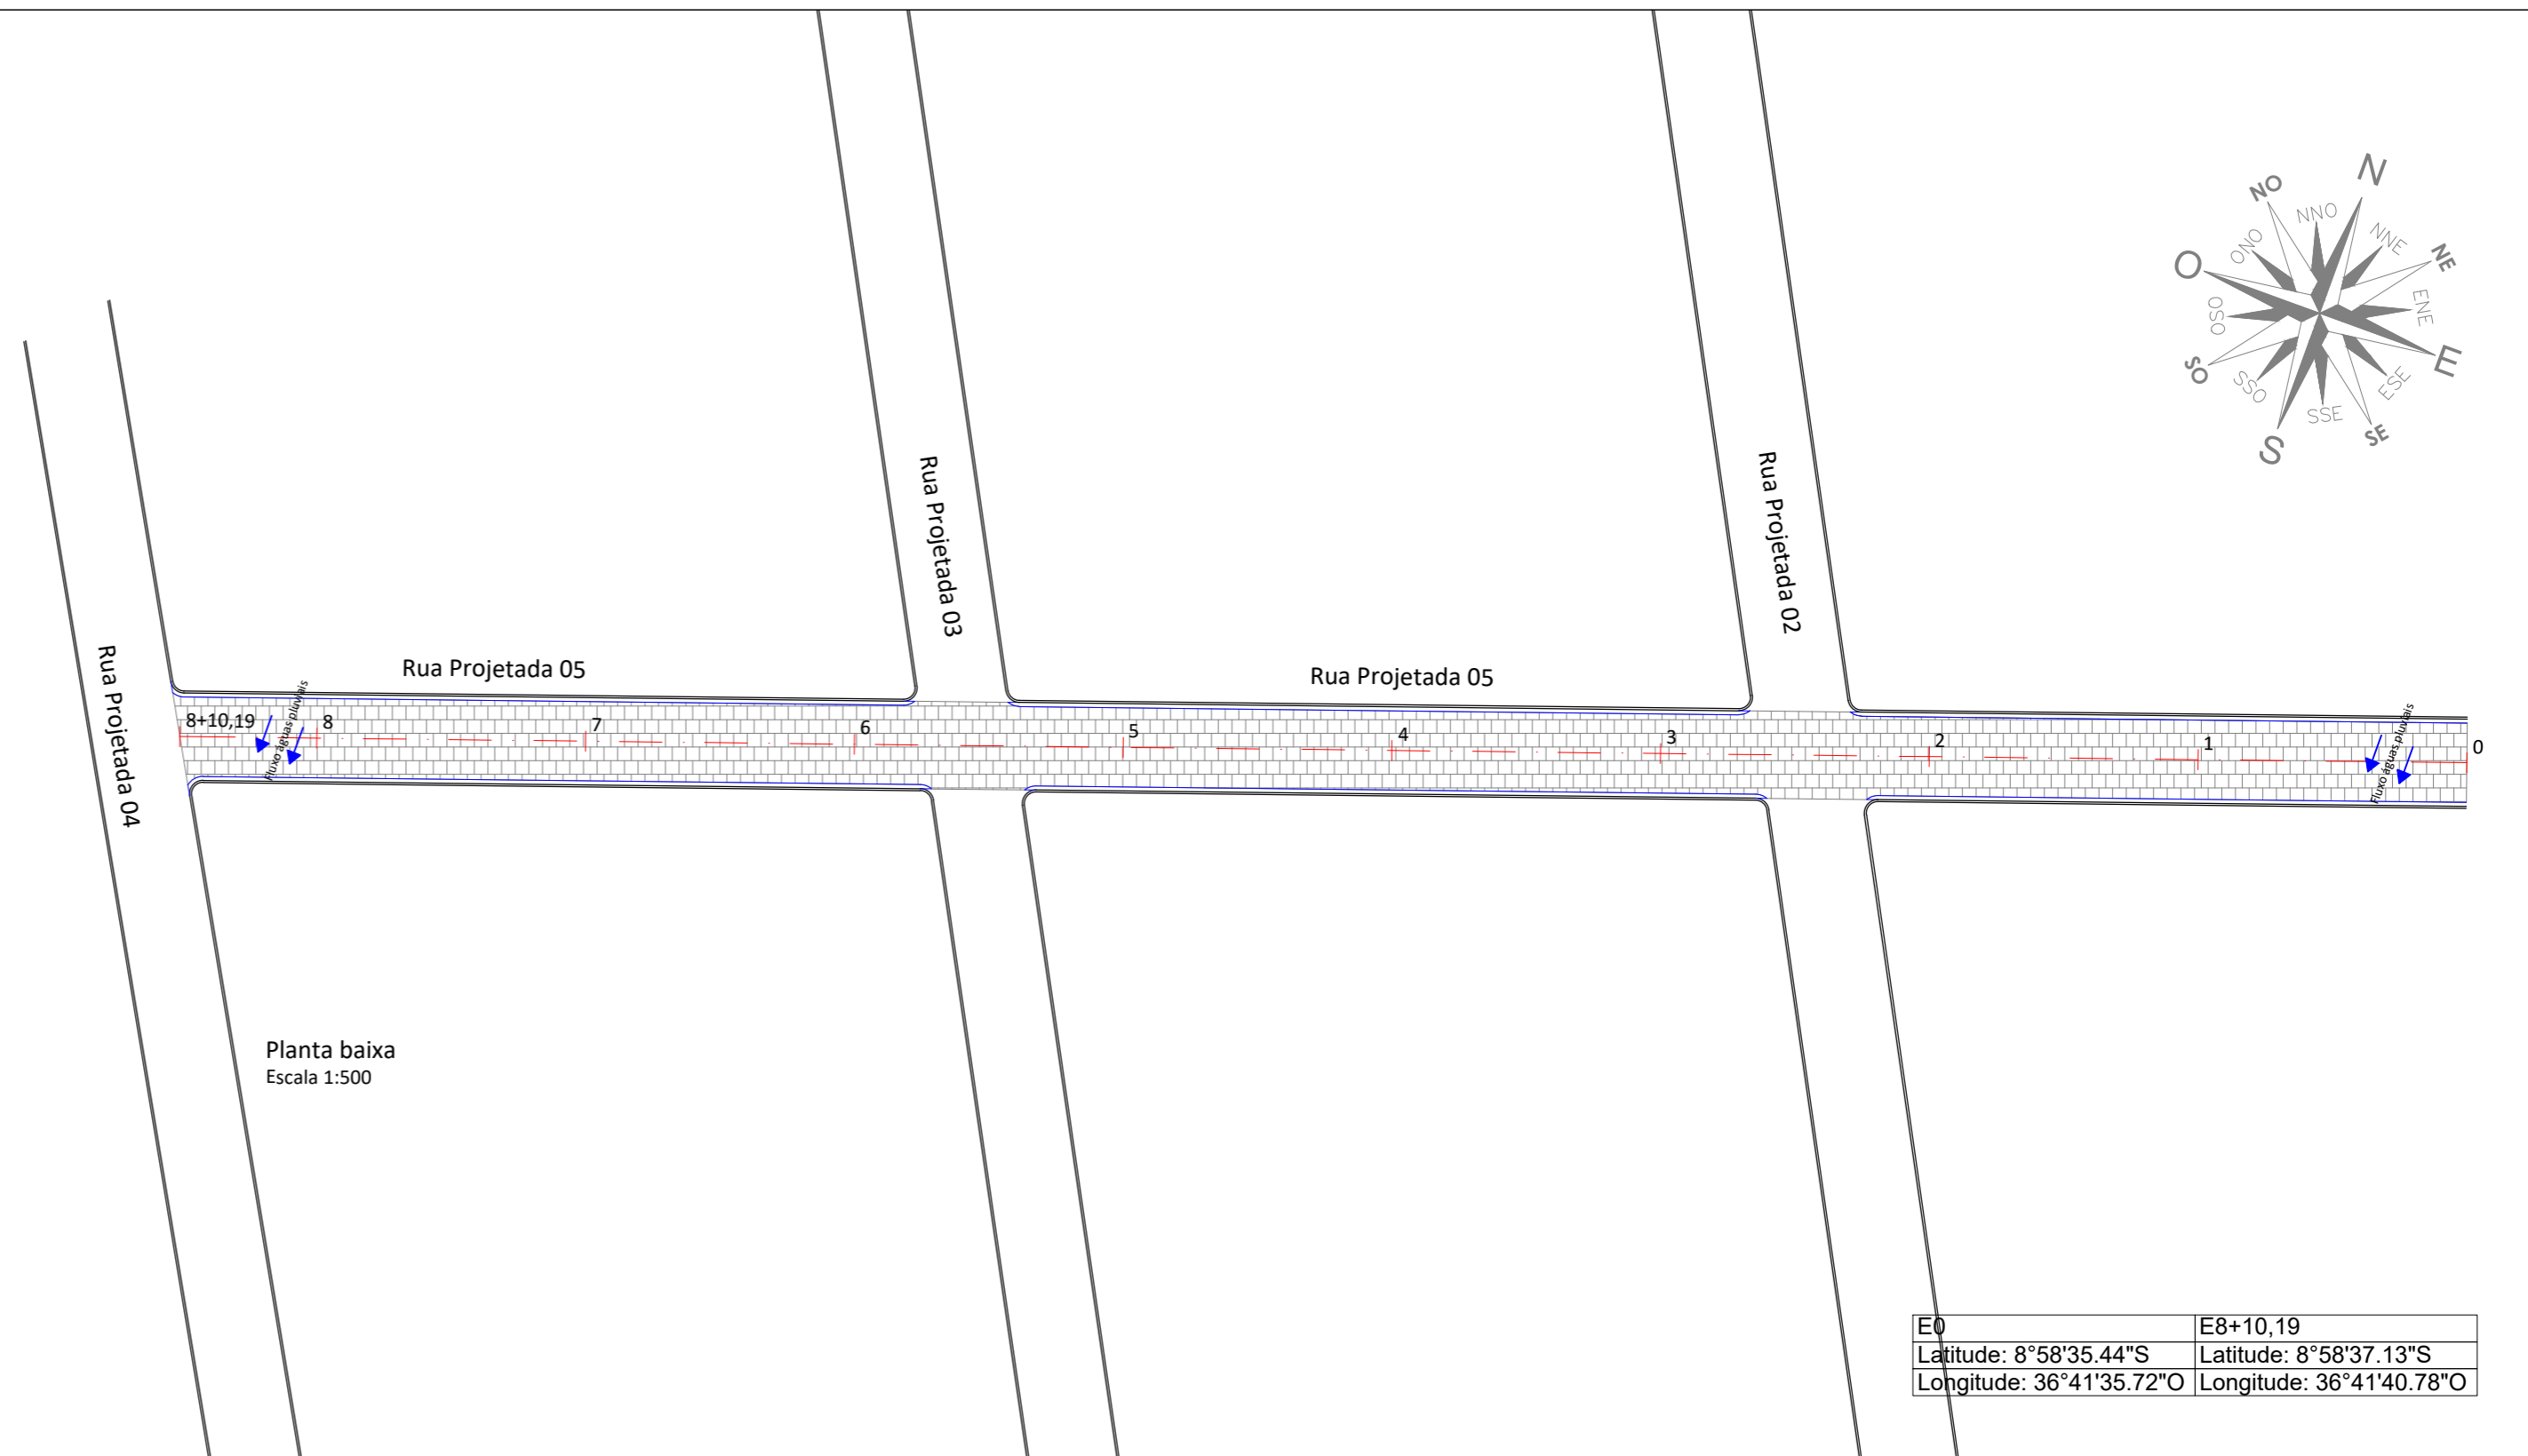 N
NO
NNO
NNE
NE
ONO
O
ENE
OSO
E
SO
SSO
ESE
SSE
SE
S
Rua Projetada 03
Rua Projetada 02
Rua Projetada 04
Rua Projetada 05
Rua Projetada 05
8+10,19
Fluxo águas pluviais
8
7
6
5
4
3
2
1
Fluxo águas pluviais
0
Planta baixa
Escala 1:500
E0
E8+10,19
Latitude: 8°58'35.44"S
Latitude: 8°58'37.13"S
Longitude: 36°41'35.72"O
Longitude: 36°41'40.78"O